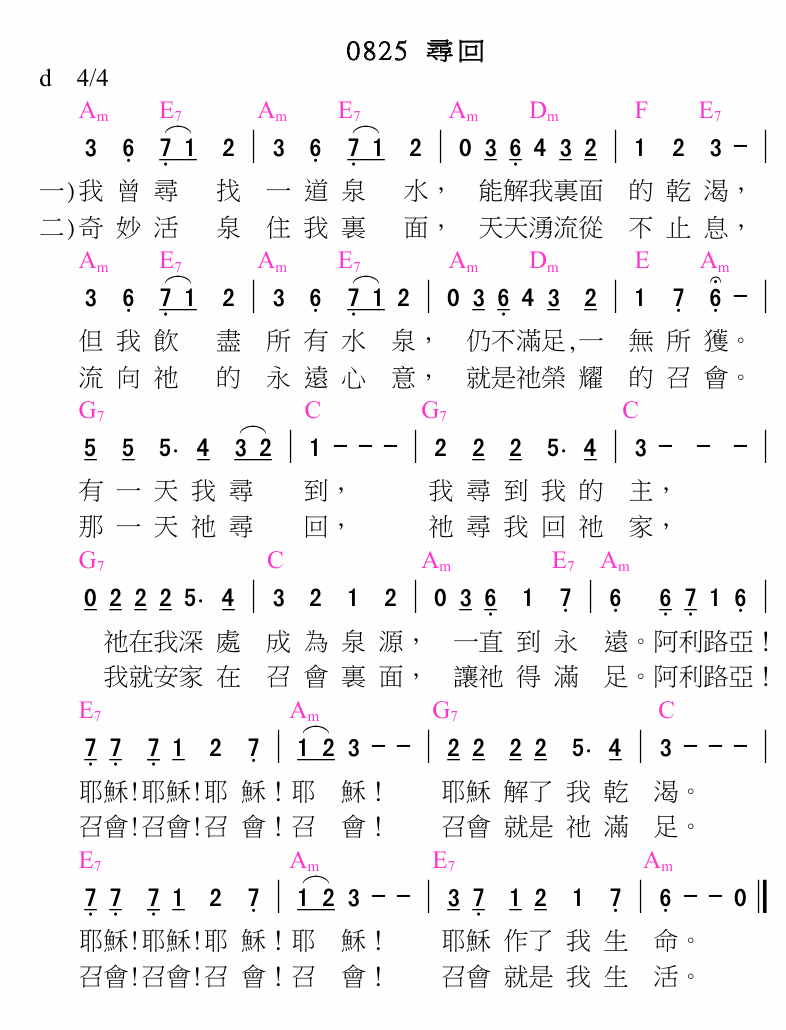 0825 尋回
d 4/4
Am E7 Am E7 Am Dm F E7
3 6 7 1 2 | 3 6 7 1 2 | 0 3 6 4 3 2 | 1 2 3 - |
一)我 曾 尋 找 一 道 泉 水， 能解我裏面 的 乾 渴，
二)奇 妙 活 泉 住 我 裏 面， 天天湧流從 不 止 息，
Am E7 Am E7 Am Dm E Am
3 6 7 1 2 | 3 6 7 1 2 | 0 3 6 4 3 2 | 1 7 6 - |
但 我 飲 盡 所 有 水 泉， 仍不滿足,一 無 所 獲。
流 向 祂 的 永 遠 心 意， 就是祂榮 耀 的 召 會。
G7 C G7 C
5 5 5. 4 3 2 | 1 - - - | 2 2 2 5. 4 | 3 - - - |
有 一 天 我 尋 到， 我 尋 到 我 的 主，
那 一 天 祂 尋 回， 祂 尋 我 回 祂 家，
G7 C Am E7 Am
0 2 2 2 5. 4 | 3 2 1 2 | 0 3 6 1 7 | 6 6 7 1 6 |
祂在我深 處 成 為 泉 源， 一直 到 永 遠。阿利路亞！
我就安家 在 召 會 裏 面， 讓祂 得 滿 足。阿利路亞！
E7 Am G7 C
7 7 7 1 2 7 | 1 2 3 - - | 2 2 2 2 5. 4 | 3 - - - |
耶穌!耶穌!耶 穌！耶 穌！ 耶穌 解了 我 乾 渴。
召會!召會!召 會！召 會！ 召會 就是 祂 滿 足。
E7 Am E7 Am
7 7 7 1 2 7 | 1 2 3 - - | 3 7 1 2 1 7 | 6 - - 0 ‖
耶穌!耶穌!耶 穌！耶 穌！ 耶穌 作了 我 生 命。
召會!召會!召 會！召 會！ 召會 就是 我 生 活。